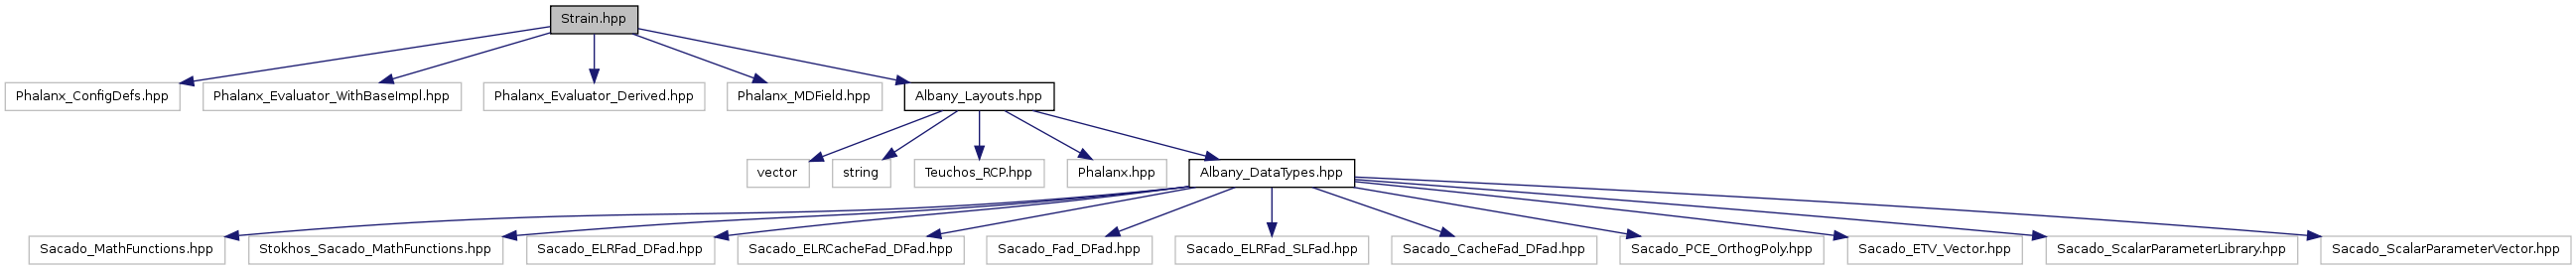 Strain.hpp
Phalanx_ConfigDefs.hpp
Phalanx_Evaluator_WithBaseImpl.hpp
Phalanx_Evaluator_Derived.hpp
Phalanx_MDField.hpp
Albany_Layouts.hpp
vector
string
Teuchos_RCP.hpp
Phalanx.hpp
Albany_DataTypes.hpp
Sacado_MathFunctions.hpp
Stokhos_Sacado_MathFunctions.hpp
Sacado_ELRFad_DFad.hpp
Sacado_ELRCacheFad_DFad.hpp
Sacado_Fad_DFad.hpp
Sacado_ELRFad_SLFad.hpp
Sacado_CacheFad_DFad.hpp
Sacado_PCE_OrthogPoly.hpp
Sacado_ETV_Vector.hpp
Sacado_ScalarParameterLibrary.hpp
Sacado_ScalarParameterVector.hpp